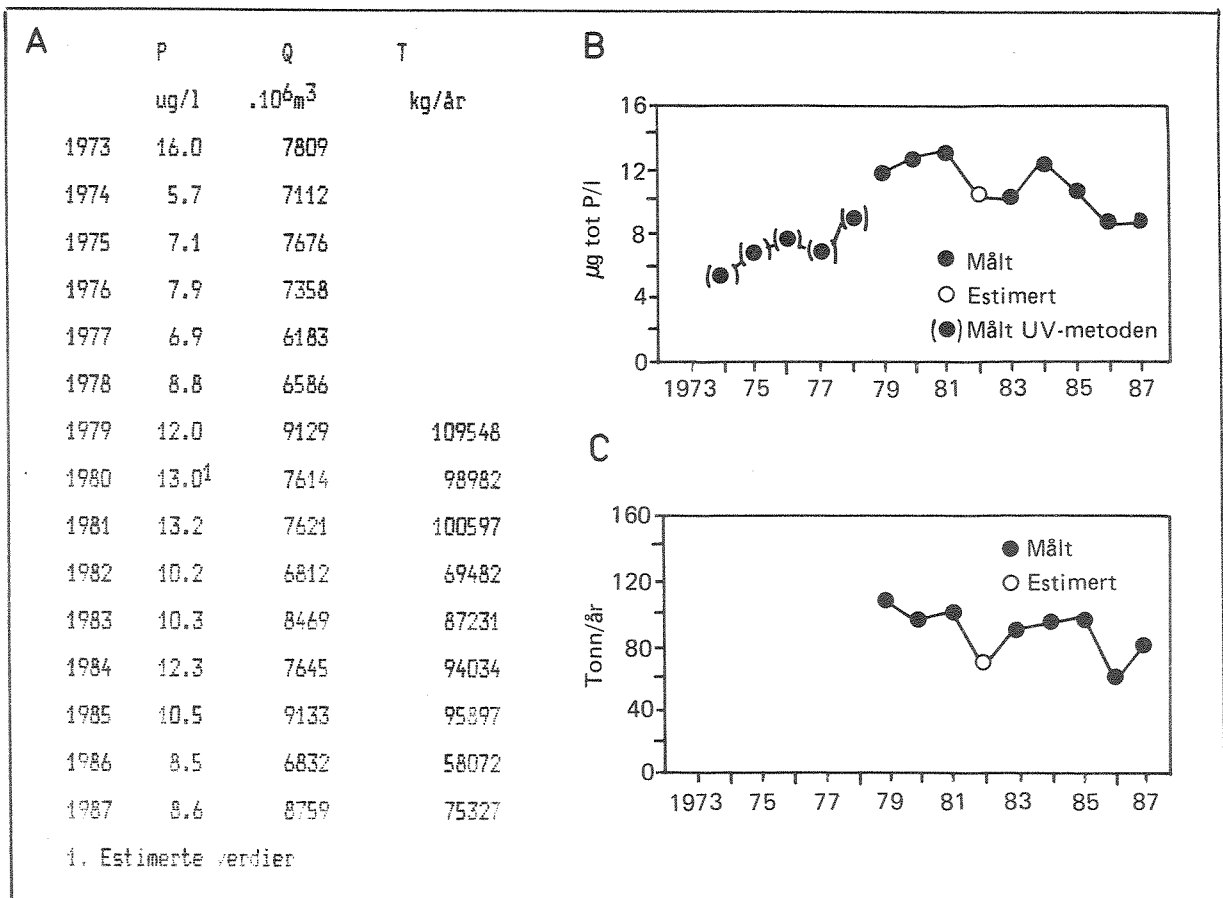 A
P Q T
ug/l .10⁶m³ kg/år
1973 16.0 7809
1974 5.7 7112
1975 7.1 7676
1976 7.9 7358
1977 6.9 6183
1978 8.8 6586
1979 12.0 9129 109548
1980 13.0¹ 7614 98982
1981 13.2 7621 100597
1982 10.2 6812 69482
1983 10.3 8469 87231
1984 12.3 7645 94034
1985 10.5 9133 95897
1986 8.5 6832 58072
1987 8.6 8759 75327
1. Estimerte verdier
B
µg tot P/l
16
12
8
4
0
● Målt
○ Estimert
(●) Målt UV-metoden
1973 75 77 79 81 83 85 87
C
Tonn/år
160
120
80
40
0
● Målt
○ Estimert
1973 75 77 79 81 83 85 87